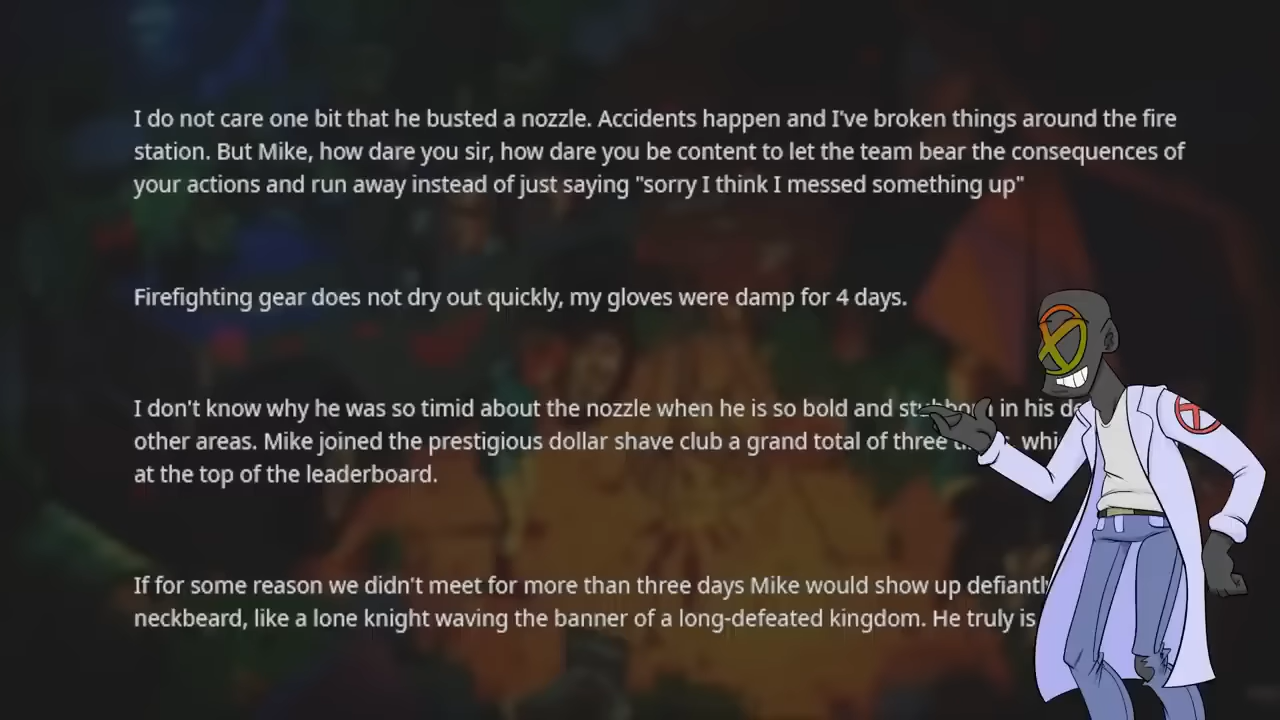 I do not care one bit that he busted a nozzle. Accidents happen and I've broken things around the fire
station. But Mike, how dare you sir, how dare you be content to let the team bear the consequences of
your actions and run away instead of just saying "sorry I think I messed something up"
Firefighting gear does not dry out quickly, my gloves were damp for 4 days.
I don't know why he was so timid about the nozzle when he is so bold and stubborn in his
other areas. Mike joined the prestigious dollar shave club a grand total of three
at the top of the leaderboard.
If for some reason we didn't meet for more than three days Mike would show up defiantly
neckbeard, like a lone knight waving the banner of a long-defeated kingdom. He truly is